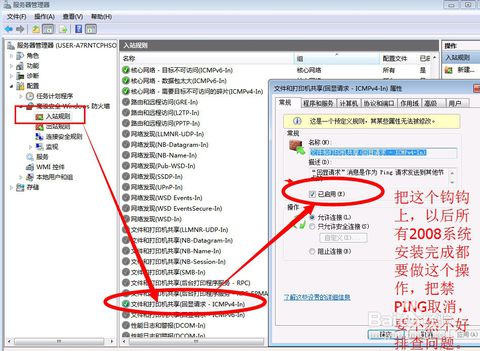 服务器管理器
文件(F) 操作(A) 查看(V) 帮助(H)
服务器管理器 (USER-A7RNTCPHSO
角色
功能
诊断
配置
任务计划程序
高级安全 Windows 防火墙
入站规则
出站规则
连接安全规则
监视
服务
WMI 控件
本地用户和组
存储
入站规则
名称
组
配置文件
核心网络 - 目标不可访问(ICMPv6-In)
核心网络 - 数据包太大(ICMPv6-In)
核心网络 - 需要目标不可访问的碎片(ICMPv4-In)
路由和远程访问(GRE-In)
路由和远程访问(L2TP-In)
路由和远程访问(PPTP-In)
网络发现(LLMNR-UDP-In)
网络发现(NB-Datagram-In)
网络发现(NB-Name-In)
网络发现(Pub-WSD-In)
网络发现(SSDP-In)
网络发现(UPnP-In)
网络发现(WSD Events-In)
网络发现(WSD EventsSecure-In)
网络发现(WSD-In)
文件和打印机共享(LLMNR-UDP-In)
文件和打印机共享(NB-Datagram-In)
文件和打印机共享(NB-Name-In)
文件和打印机共享(NB-Session-In)
文件和打印机共享(SMB-In)
文件和打印机共享(后台打印程序服务 - RPC)
文件和打印机共享(后台打印程序服务 - RPC-EPMAP)
文件和打印机共享(回显请求 - ICMPv4-In)
文件和打印机共享(回显请求 - ICMPv6-In)
性能日志和警报(DCOM-In)
操作
入站规则
新建...
文件和打印机共享(回显请求 - ICMPv4-In) 属性
常规 程序和服务 计算机 协议和端口 作用域 高级 用户
这是一个预定义规则，其某些属性无法被修改。
常规
名称(N):
文件和打印机共享(回显请求 - ICMPv4-In)
描述(D):
“回显请求”消息是作为 Ping 请求发送到其他节
已启用(E)
操作
允许连接(L)
只允许安全连接(S)
自定义(Z)...
阻止连接(B)
了解这些设置的详细信息
确定
把这个钩钩
上，以后所
有2008系统
安装完成都
要做这个操
作，把禁
PING取消，
要不然不好
排查问题。